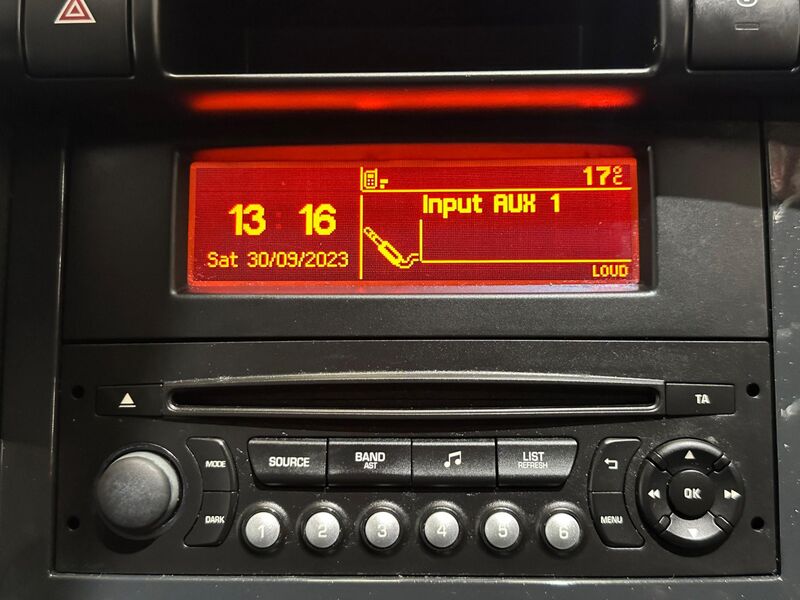 17°C
13 16
Input AUX 1
Sat 30/09/2023
LOUD
TA
MODE
SOURCE
BAND
AST
LIST
REFRESH
OK
DARK
1 2 3 4 5 6
MENU